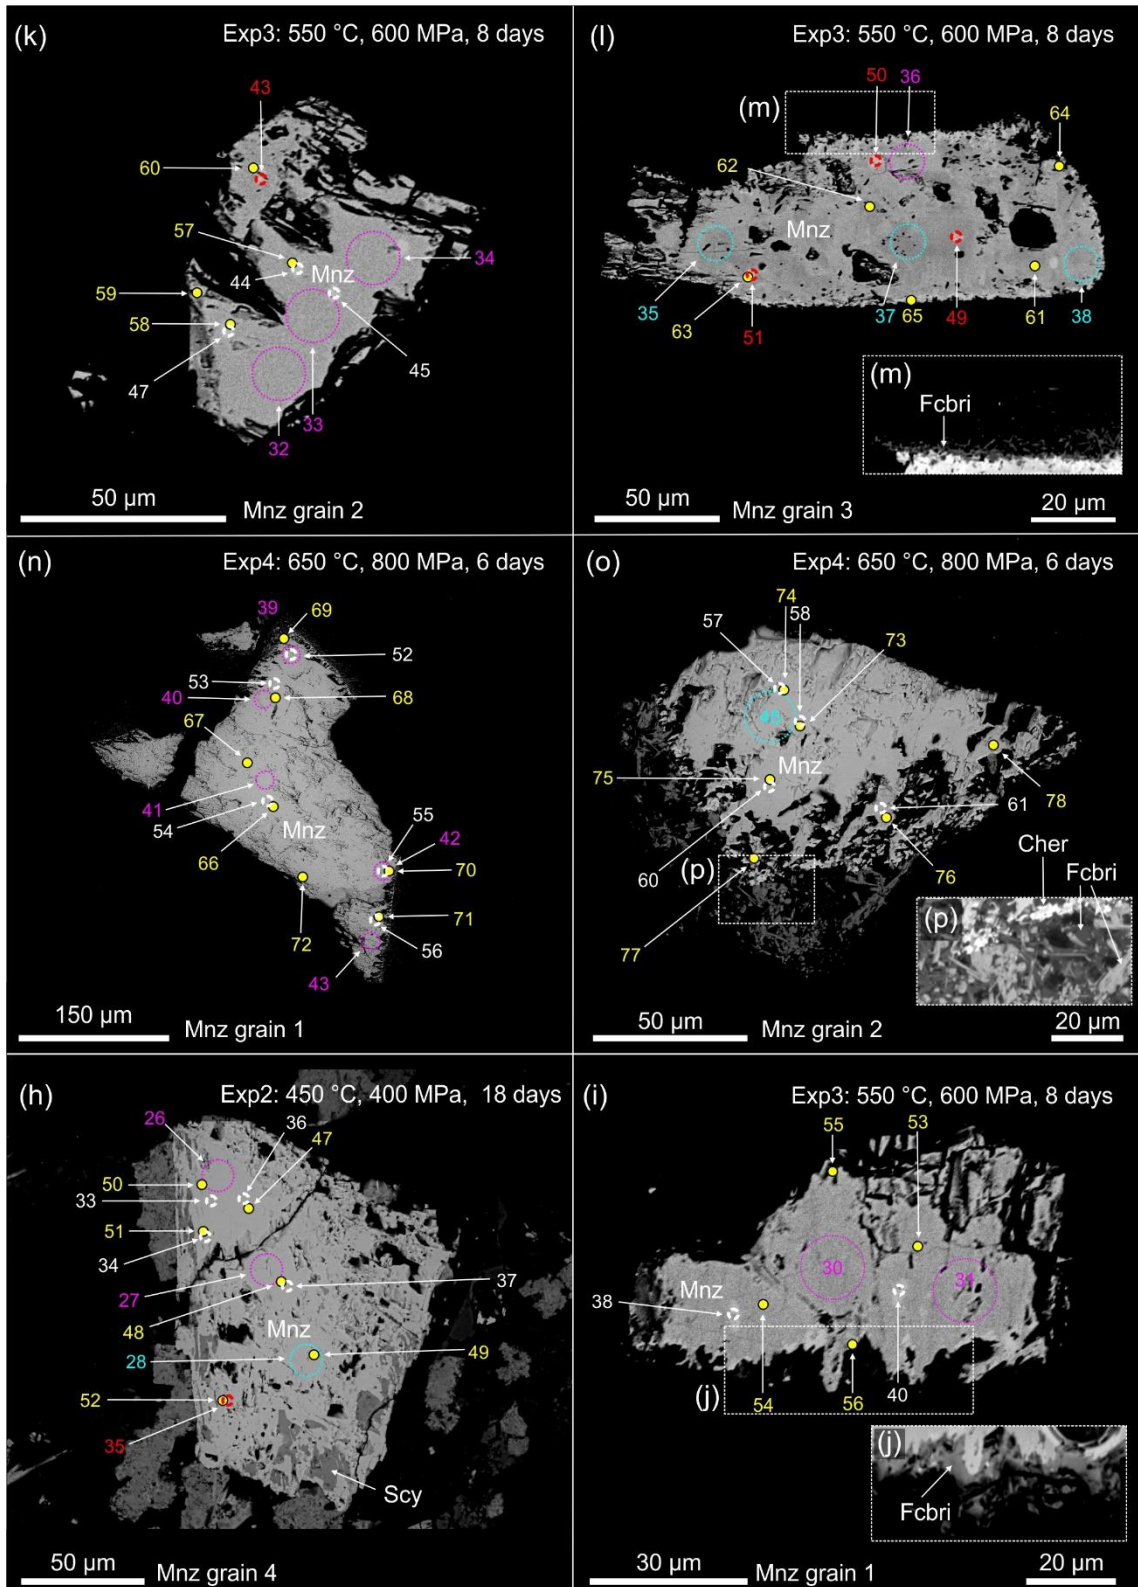 (k) Exp3: 550 °C, 600 MPa, 8 days
43
60
57
44
Mnz
34
59
58
47
45
33
32
50 µm
Mnz grain 2
(l) Exp3: 550 °C, 600 MPa, 8 days
50 36
(m)
64
62
Mnz
35
63
51
37
65
49
61
38
(m)
Fcbri
50 µm
Mnz grain 3
20 µm
(n) Exp4: 650 °C, 800 MPa, 6 days
39
69
52
53
40
68
67
41
54
Mnz
66
55
42
70
71
72
56
43
150 µm
Mnz grain 1
(o) Exp4: 650 °C, 800 MPa, 6 days
74
57
58
73
46
Mnz
75
78
61
60
(p)
76
77
Cher
Fcbri
(p)
50 µm
Mnz grain 2
20 µm
(h) Exp2: 450 °C, 400 MPa, 18 days
26
36
47
50
33
51
34
37
27
48
Mnz
28
49
52
35
Scy
50 µm
Mnz grain 4
(i) Exp3: 550 °C, 600 MPa, 8 days
55
53
30
31
Mnz
38
(j)
54
56
40
(j)
Fcbri
30 µm
Mnz grain 1
20 µm